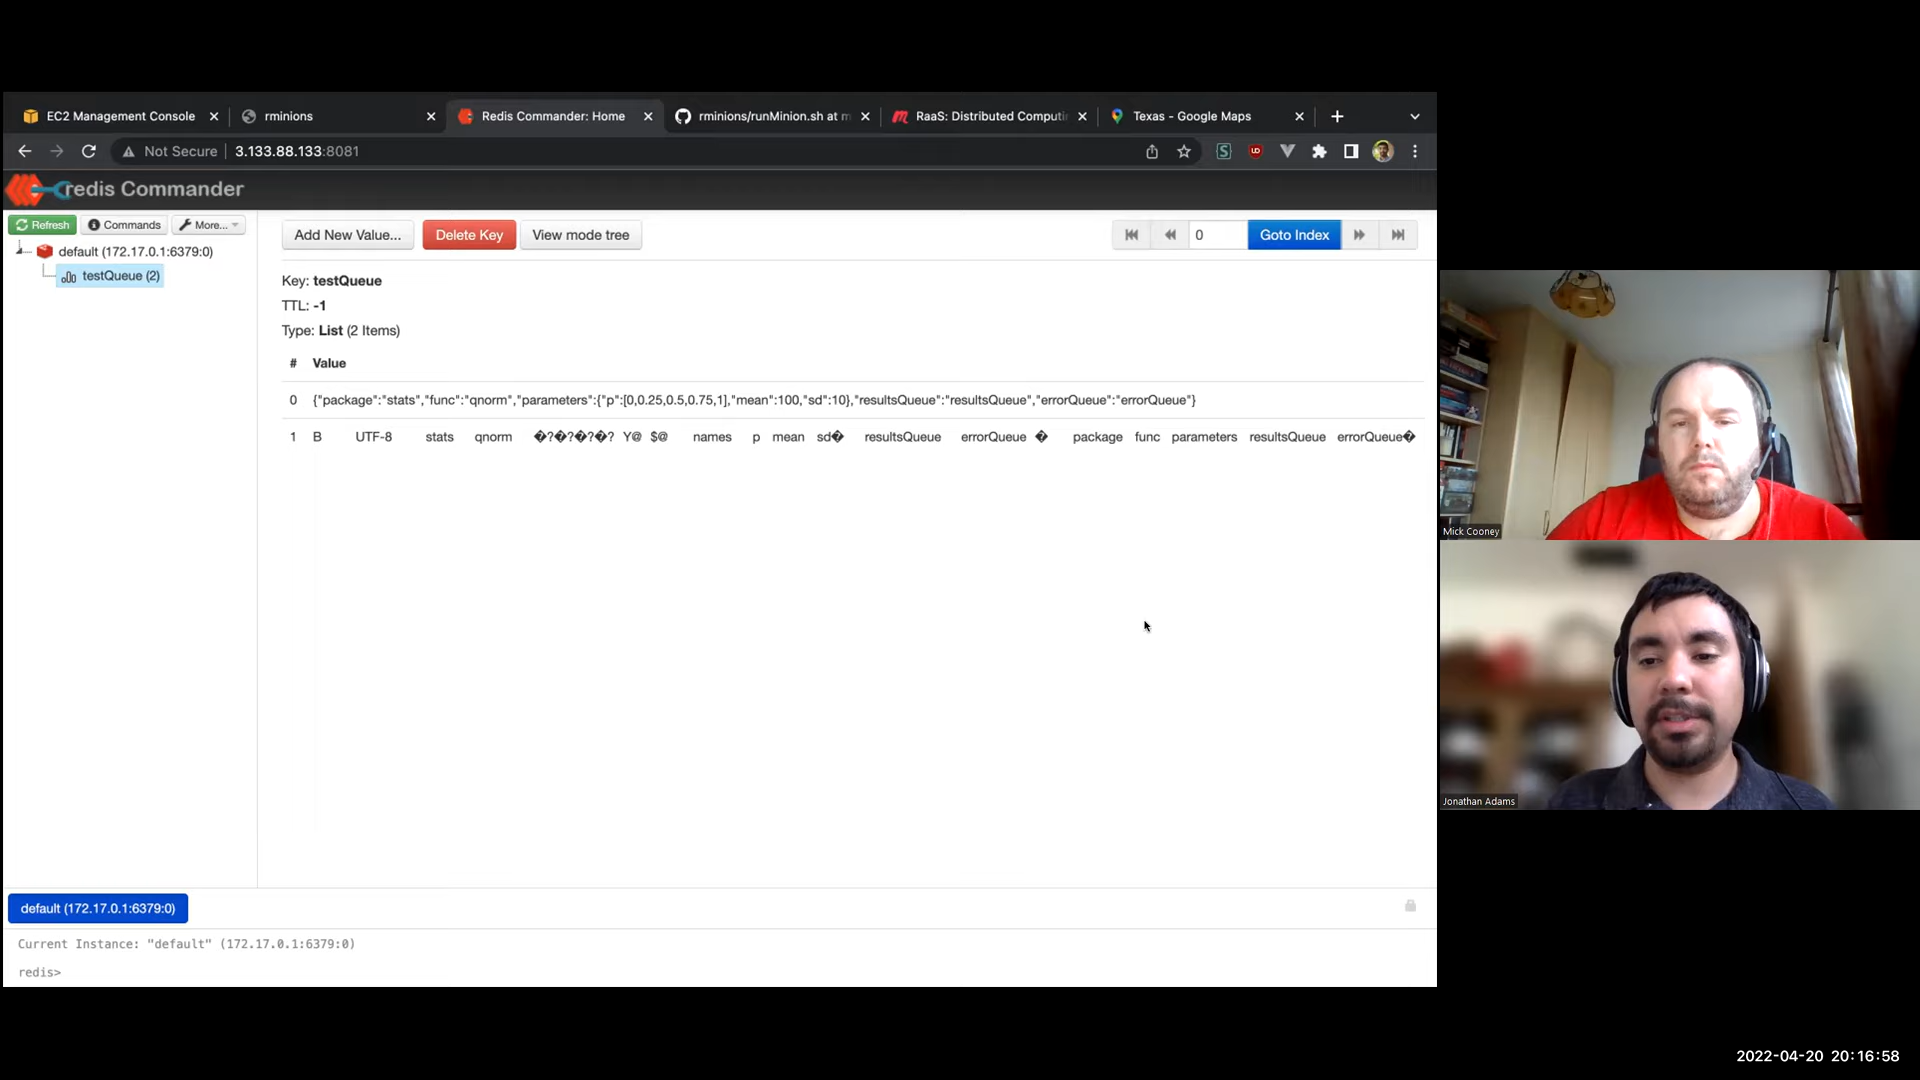 EC2 Management Console
rminions
Redis Commander: Home
rminions/runMinion.sh at m
RaaS: Distributed Computi
Texas - Google Maps
Not Secure 3.133.88.133:8081
redis Commander
Refresh Commands More...
default (172.17.0.1:6379:0)
testQueue (2)
Add New Value... Delete Key View mode tree 0 Goto Index
Key: testQueue
TTL: -1
Type: List (2 Items)
# Value
0 {"package":"stats","func":"qnorm","parameters":{"p":[0,0.25,0.5,0.75,1],"mean":100,"sd":10},"resultsQueue":"resultsQueue","errorQueue":"errorQueue"}
1 B UTF-8 stats qnorm �?�?�?�? Y@ $@ names p mean sd� resultsQueue errorQueue � package func parameters resultsQueue errorQueue�
default (172.17.0.1:6379:0)
Current Instance: "default" (172.17.0.1:6379:0)
redis>
Mick Cooney
Jonathan Adams
2022-04-20 20:16:58